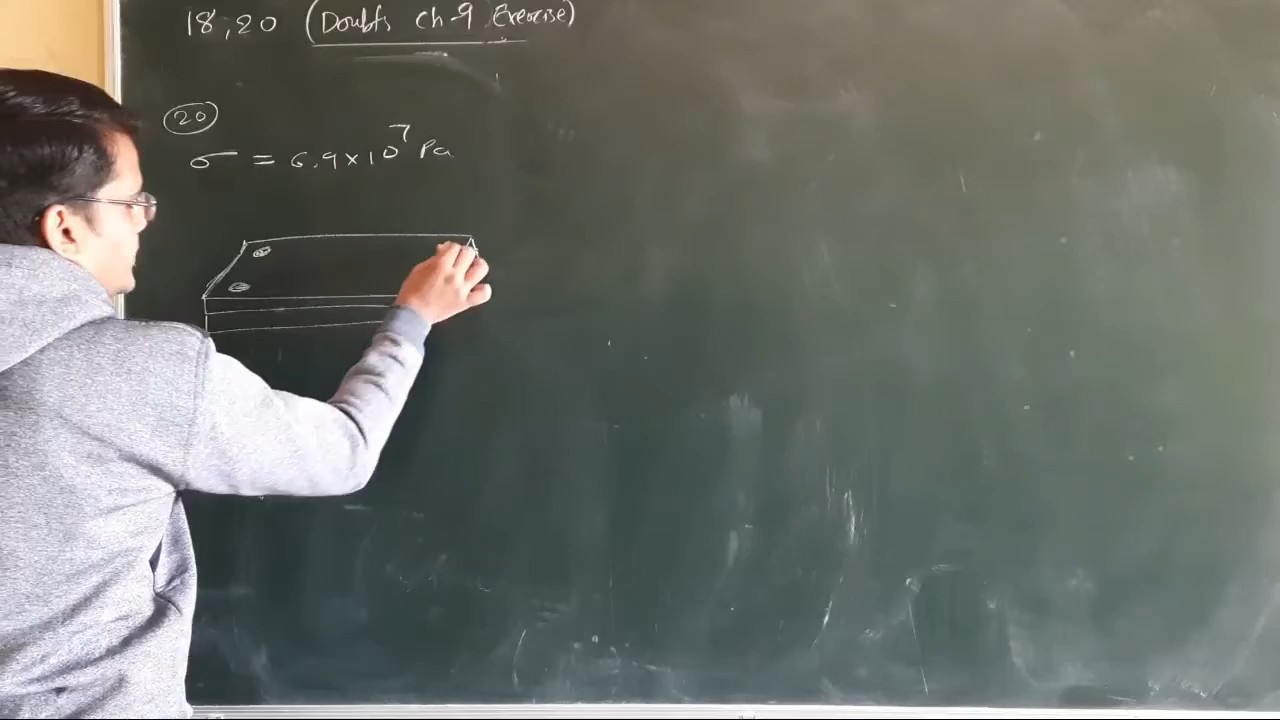 18,20 (Doubts Ch-9 Exercise)
20
σ = 6.9×10⁷ Pa